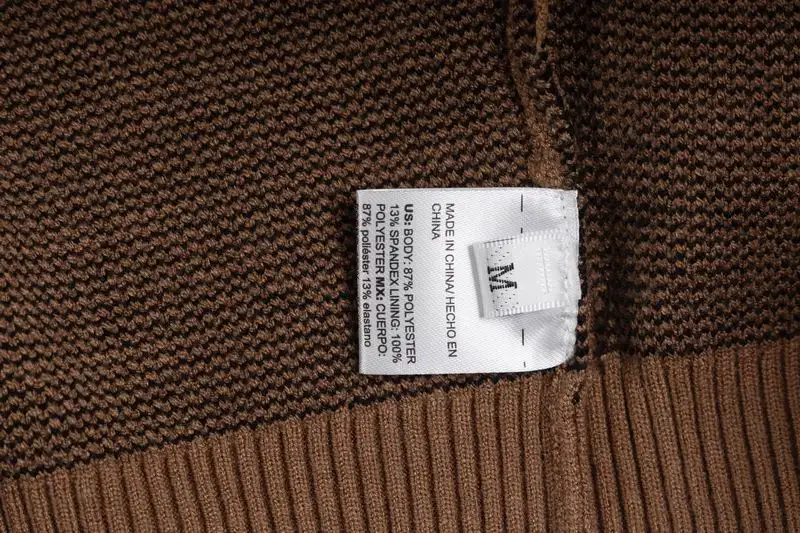 MADE IN CHINA/ HECHO EN
CHINA
US: BODY: 87% POLYESTER
13% SPANDEX LINING: 100%
POLYESTER MX: CUERPO:
87% poliéster 13% elastano
M